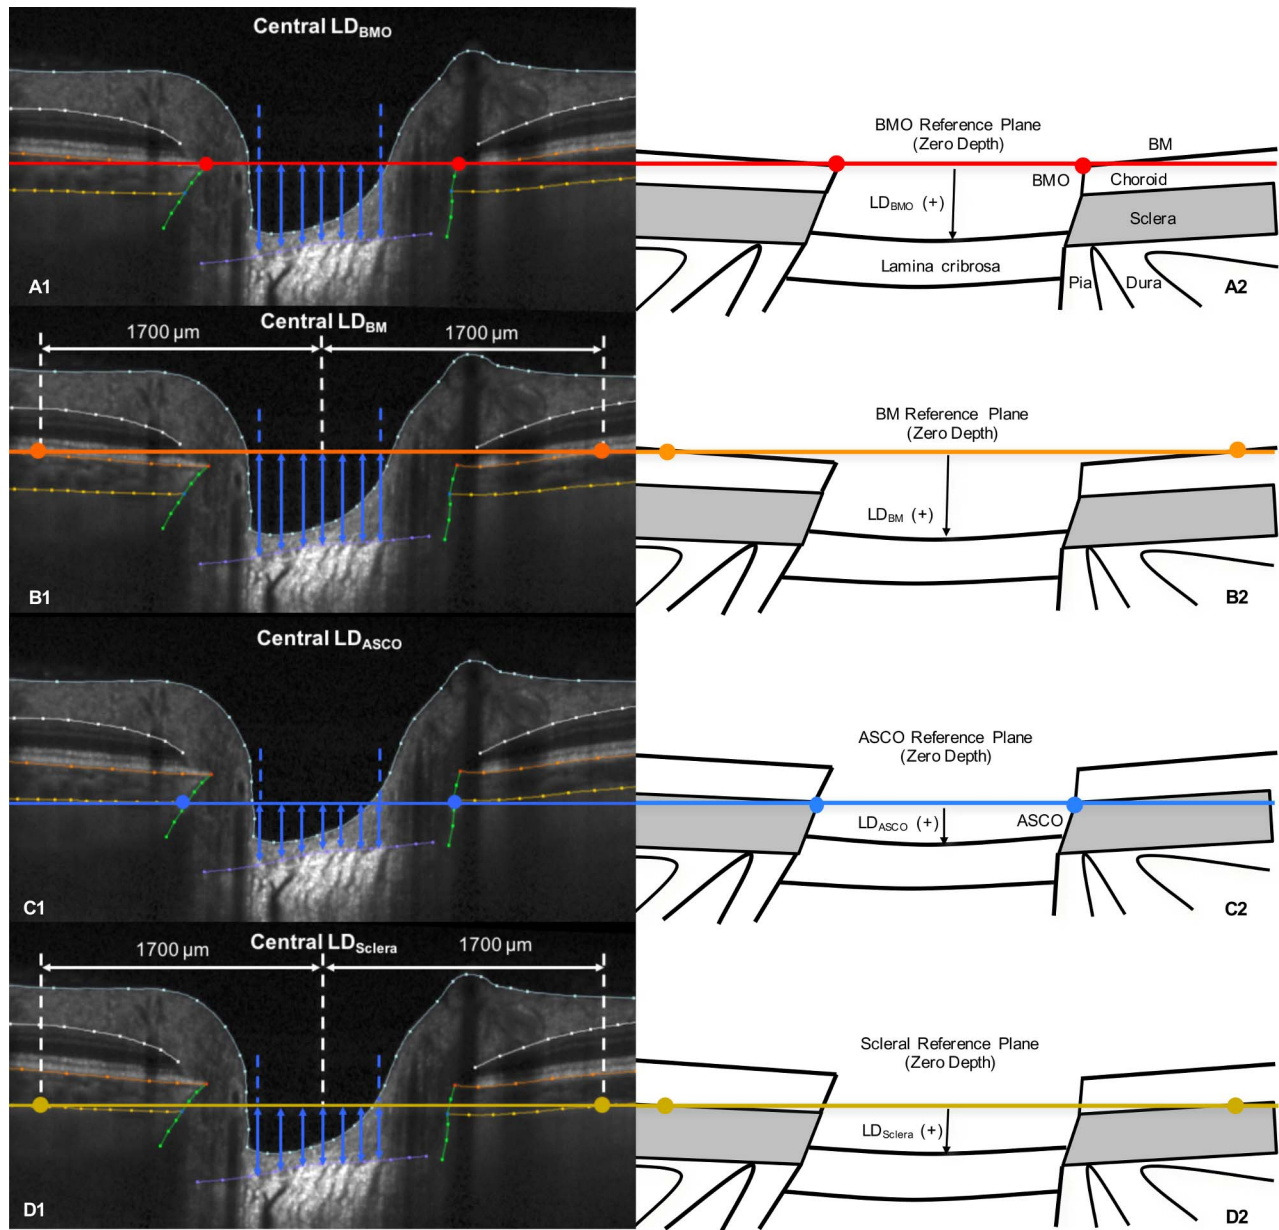 Central LDBMO
A1
BMO Reference Plane
(Zero Depth)
BM
BMO
Choroid
LDBMO (+)
Sclera
Lamina cribrosa
Pia
Dura
A2
1700 µm
Central LDBM
1700 µm
B1
BM Reference Plane
(Zero Depth)
LDBM (+)
B2
Central LDASCO
C1
ASCO Reference Plane
(Zero Depth)
LDASCO (+)
ASCO
C2
1700 µm
Central LDSclera
1700 µm
D1
Scleral Reference Plane
(Zero Depth)
LDSclera (+)
D2